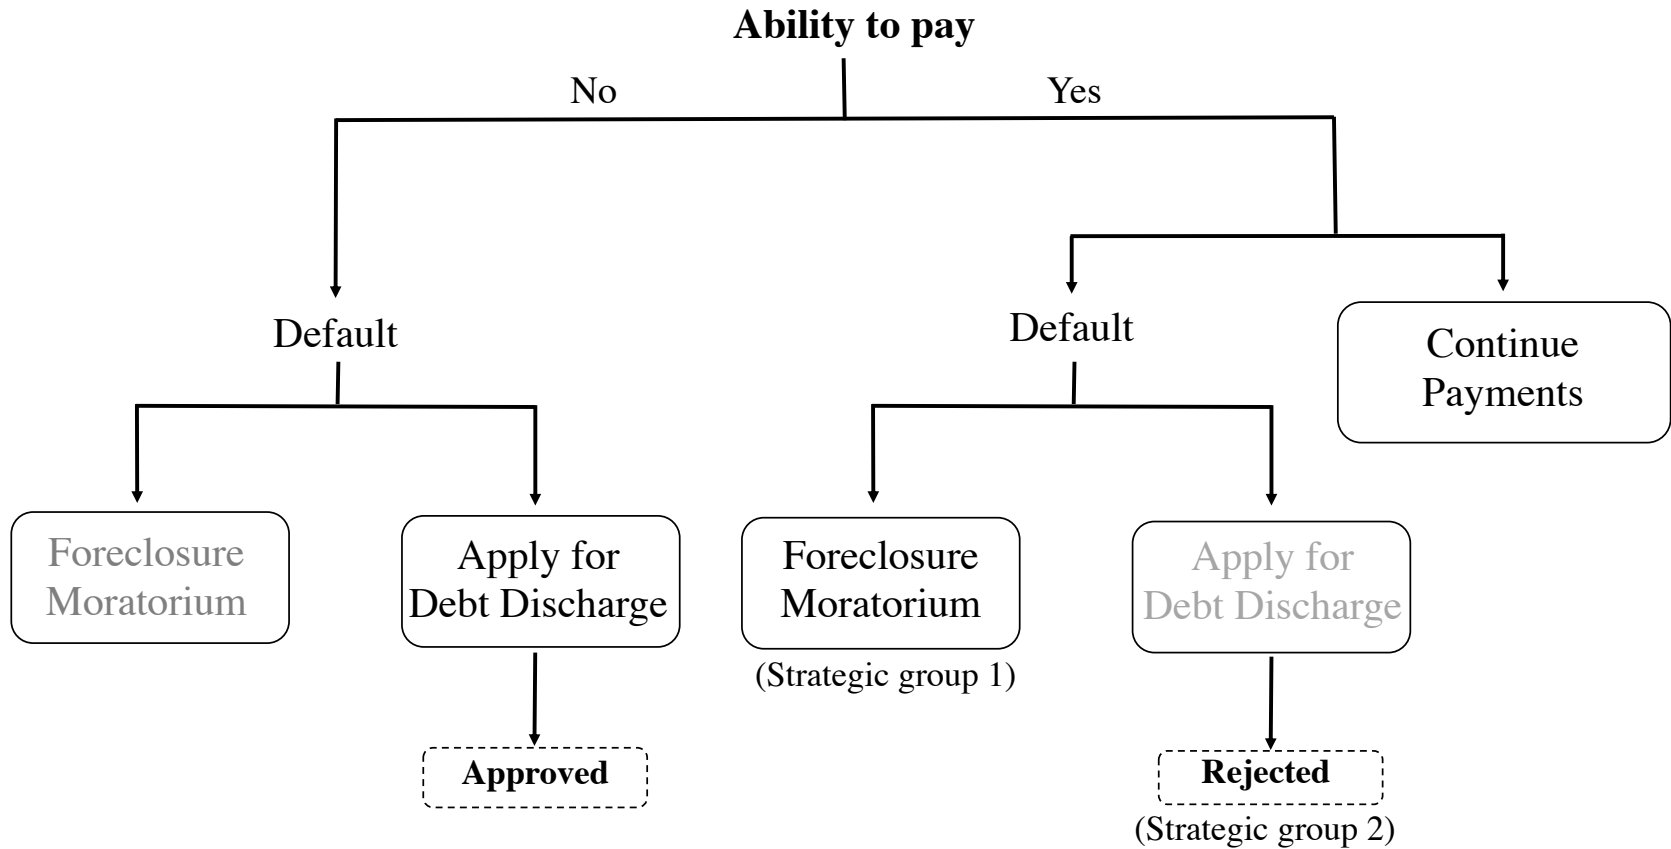 Ability to pay
No
Yes
Default
Default
Continue
Payments
Foreclosure
Moratorium
Apply for
Debt Discharge
Foreclosure
Moratorium
(Strategic group 1)
Apply for
Debt Discharge
Approved
Rejected
(Strategic group 2)